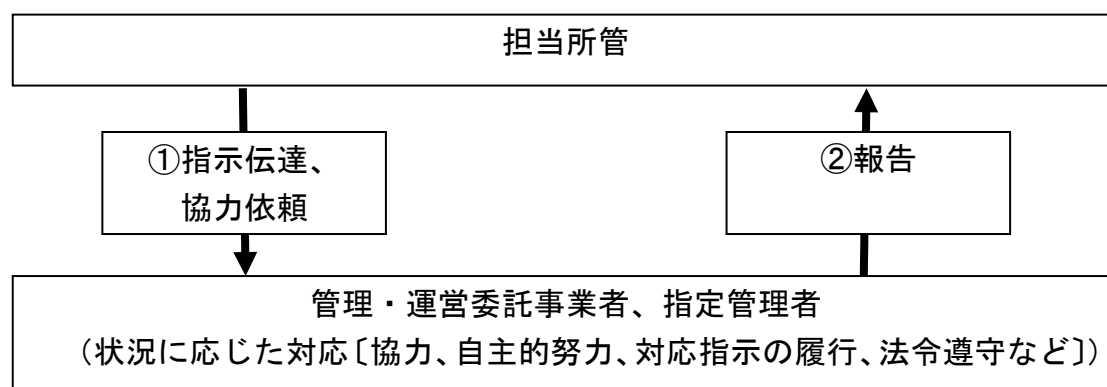 担当所管
①指示伝達、
協力依頼
②報告
管理・運営委託事業者、指定管理者
（状況に応じた対応〔協力、自主的努力、対応指示の履行、法令遵守など〕）